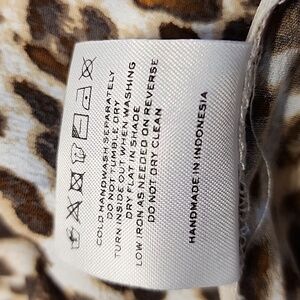 COLD HANDWASH SEPARATELY
DO NOT TUMBLE DRY
TURN INSIDE OUT WHEN WASHING
DRY FLAT IN SHADE
LOW IRON AS NEEDED ON REVERSE
DO NOT DRY CLEAN
HANDMADE IN INDONESIA